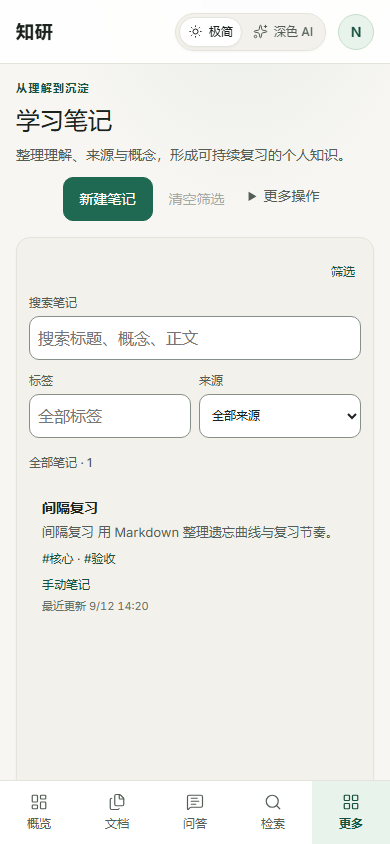 知研
极简 深色 AI N
从理解到沉淀
学习笔记
整理理解、来源与概念，形成可持续复习的个人知识。
新建笔记 清空筛选 ▶ 更多操作
筛选
搜索笔记
搜索标题、概念、正文
标签 来源
全部标签 全部来源
全部笔记 · 1
间隔复习
间隔复习 用 Markdown 整理遗忘曲线与复习节奏。
#核心 · #验收
手动笔记
最近更新 9/12 14:20
概览 文档 问答 检索 更多